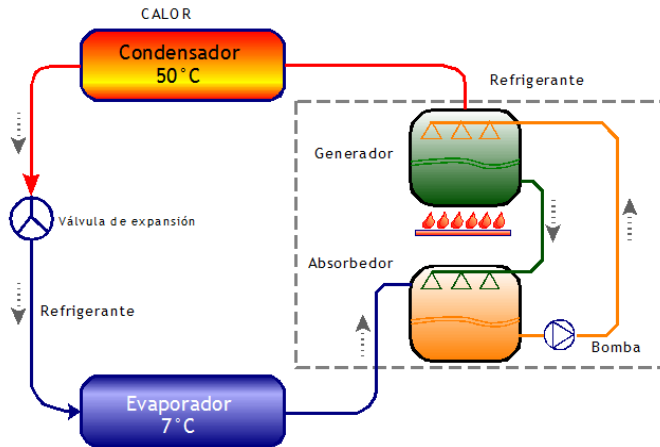 CALOR
Condensador
50°C
Refrigerante
Generador
Válvula de expansión
Absorbedor
Refrigerante
Bomba
Evaporador
7°C